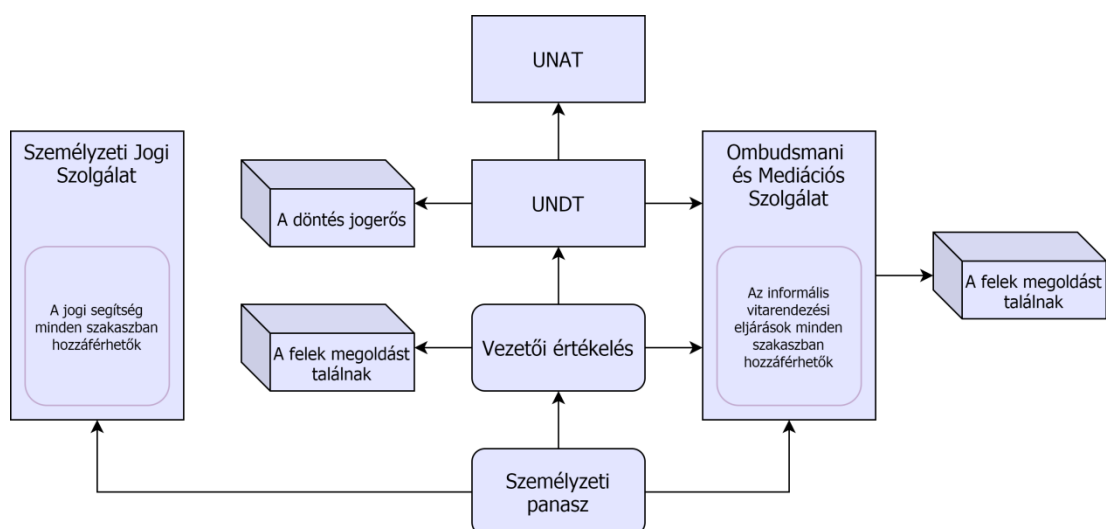 UNAT
Személyzeti Jogi
Szolgálat
A jogi segítség
minden szakaszban
hozzáférhetők
A döntés jogerős
UNDT
Ombudsmani
és Mediációs
Szolgálat
Az informális
vitarendezési
eljárások minden
szakaszban
hozzáférhetők
A felek megoldást
találnak
A felek megoldást
találnak
Vezetői értékelés
Személyzeti
panasz